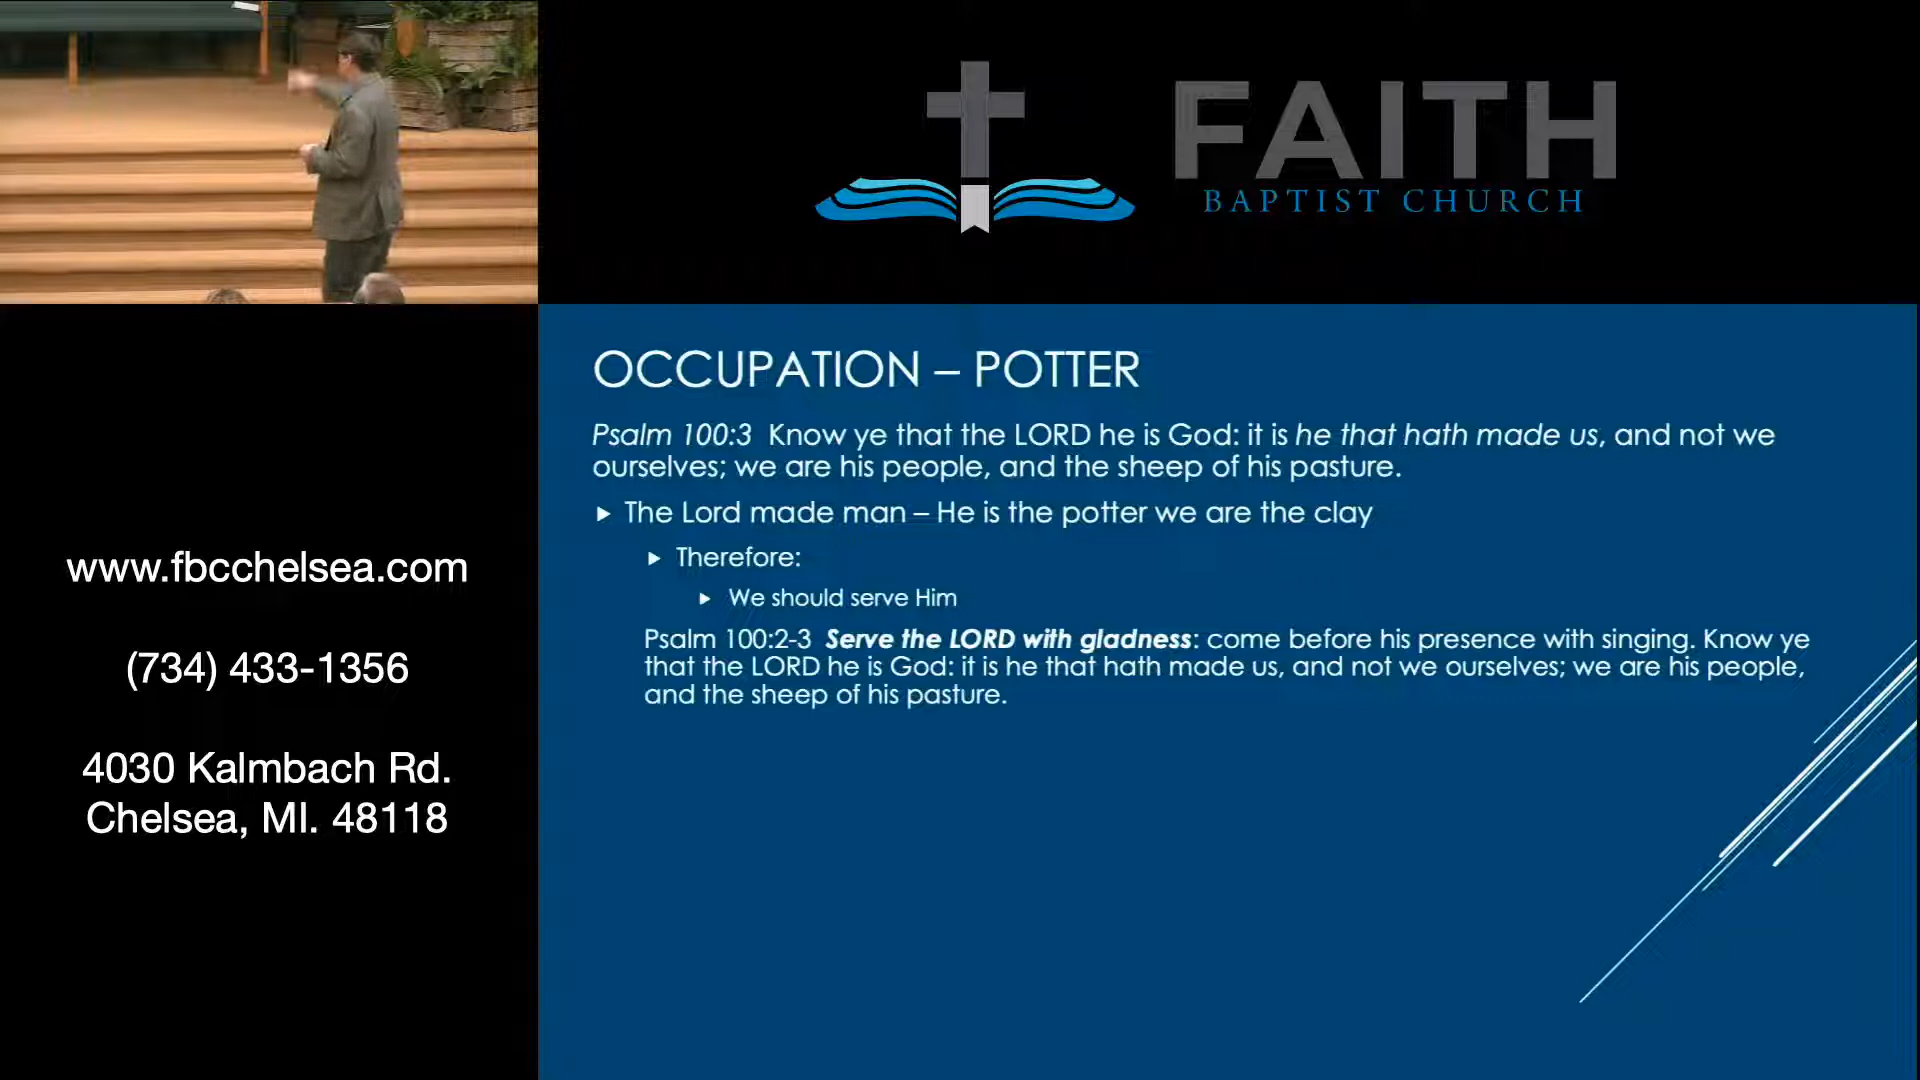 FAITH
BAPTIST CHURCH
OCCUPATION – POTTER
Psalm 100:3 Know ye that the LORD he is God: it is he that hath made us, and not we
ourselves; we are his people, and the sheep of his pasture.
The Lord made man – He is the potter we are the clay
Therefore:
We should serve Him
Psalm 100:2-3 Serve the LORD with gladness: come before his presence with singing. Know ye
that the LORD he is God: it is he that hath made us, and not we ourselves; we are his people,
and the sheep of his pasture.
www.fbcchelsea.com
(734) 433-1356
4030 Kalmbach Rd.
Chelsea, MI. 48118